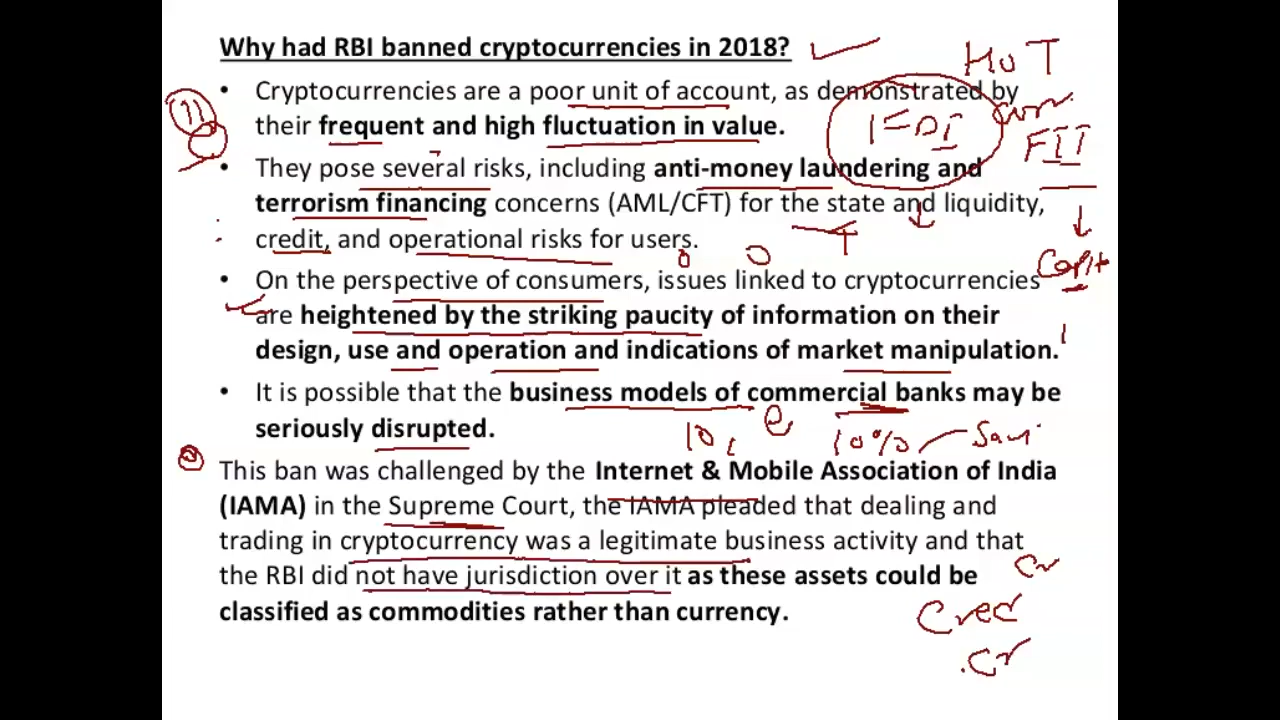 Why had RBI banned cryptocurrencies in 2018?
HOT
• Cryptocurrencies are a poor unit of account, as demonstrated by
their frequent and high fluctuation in value.
FDI
FII
• They pose several risks, including anti-money laundering and
terrorism financing concerns (AML/CFT) for the state and liquidity,
credit, and operational risks for users.
• On the perspective of consumers, issues linked to cryptocurrencies
are heightened by the striking paucity of information on their
design, use and operation and indications of market manipulation.
• It is possible that the business models of commercial banks may be
seriously disrupted.
10%
This ban was challenged by the Internet & Mobile Association of India
(IAMA) in the Supreme Court, the IAMA pleaded that dealing and
trading in cryptocurrency was a legitimate business activity and that
the RBI did not have jurisdiction over it as these assets could be
classified as commodities rather than currency.
Cr
Cred
Cr